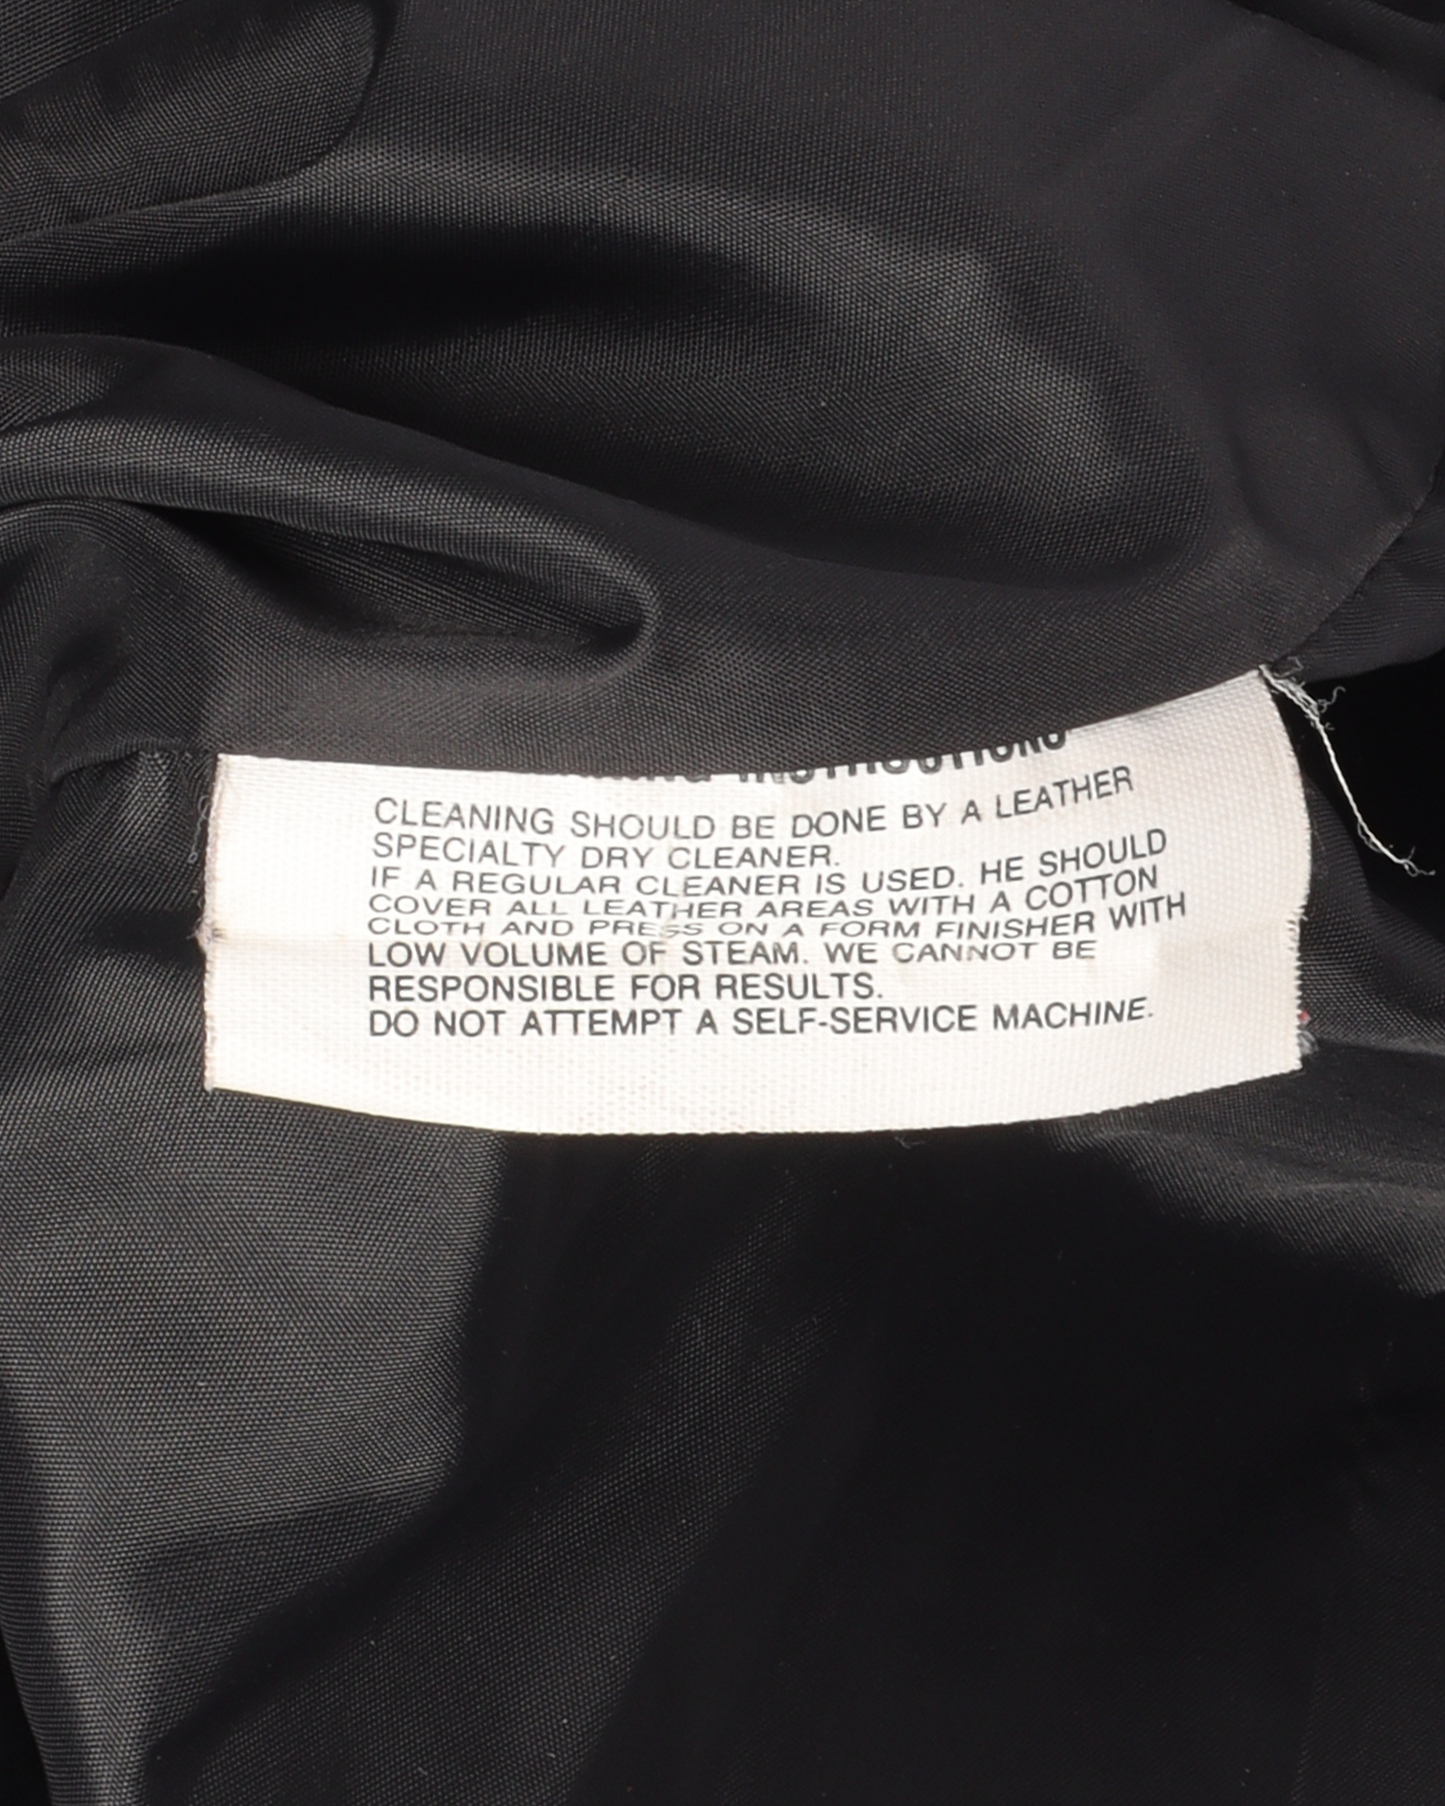 INSTRUCTIONS
CLEANING SHOULD BE DONE BY A LEATHER
SPECIALTY DRY CLEANER.
IF A REGULAR CLEANER IS USED. HE SHOULD
COVER ALL LEATHER AREAS WITH A COTTON
CLOTH AND PRESS ON A FORM FINISHER WITH
LOW VOLUME OF STEAM. WE CANNOT BE
RESPONSIBLE FOR RESULTS.
DO NOT ATTEMPT A SELF-SERVICE MACHINE.